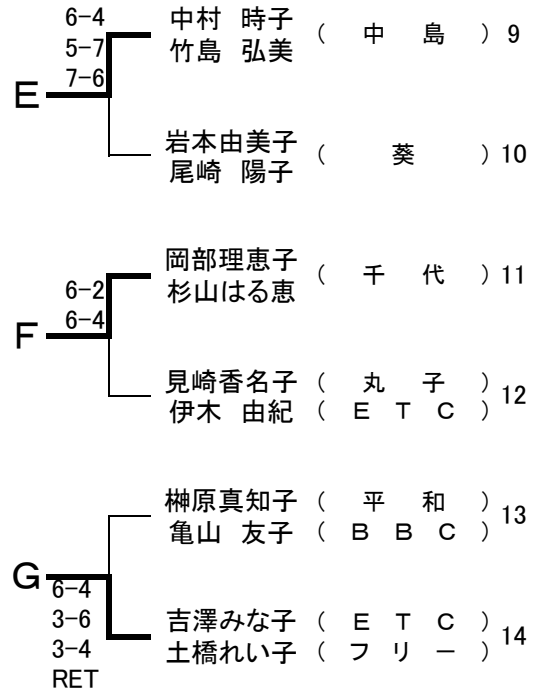 6-4
5-7
7-6
E
中村 時子 ( 中 島 ) 9
竹島 弘美
岩本由美子 ( 葵 ) 10
尾崎 陽子
6-2
6-4
F
岡部理恵子 ( 千 代 ) 11
杉山はる恵
見崎香名子 ( 丸 子 ) 12
伊木 由紀 ( E T C )
榊原真知子 ( 平 和 ) 13
亀山 友子 ( B B C )
G
6-4
3-6
3-4
RET
吉澤みな子 ( E T C ) 14
土橋れい子 ( フ リ ー )